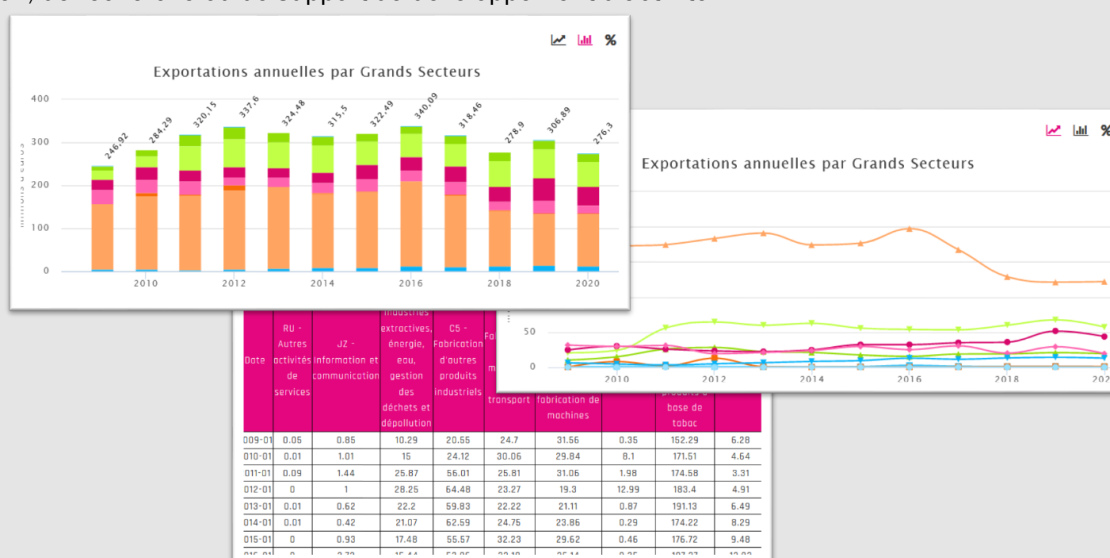 %
Exportations annuelles par Grands Secteurs
400
300
200
100
0
246,92
284,29
320,15
337,6
324,48
315,5
322,49
340,09
318,46
278,9
306,89
276,3
2010
2012
2014
2016
2018
2020
%
Exportations annuelles par Grands Secteurs
50
0
2010
2012
2014
2016
2018
Date
RU -
Autres
activités
de
services
JZ -
Information et
communication
extractives,
énergie,
eau,
gestion
des
déchets et
dépollution
C5 -
Fabrication
d'autres
produits
industriels
transport
fabrication de
machines
base de
tabac
009-01 0.05 0.85 10.29 20.55 24.7 31.56 0.35 152.29 6.28
010-01 0.01 1.01 15 24.12 30.06 29.84 8.1 171.51 4.64
011-01 0.09 1.44 25.87 56.01 25.81 31.06 1.98 174.58 3.31
012-01 0 1 28.25 64.48 23.27 19.3 12.99 183.4 4.91
013-01 0.01 0.62 22.2 59.83 22.22 21.11 0.87 191.13 6.49
014-01 0.01 0.42 21.07 62.59 24.75 23.86 0.29 174.22 8.29
015-01 0 0.93 17.48 55.57 32.23 29.62 0.46 176.72 9.48